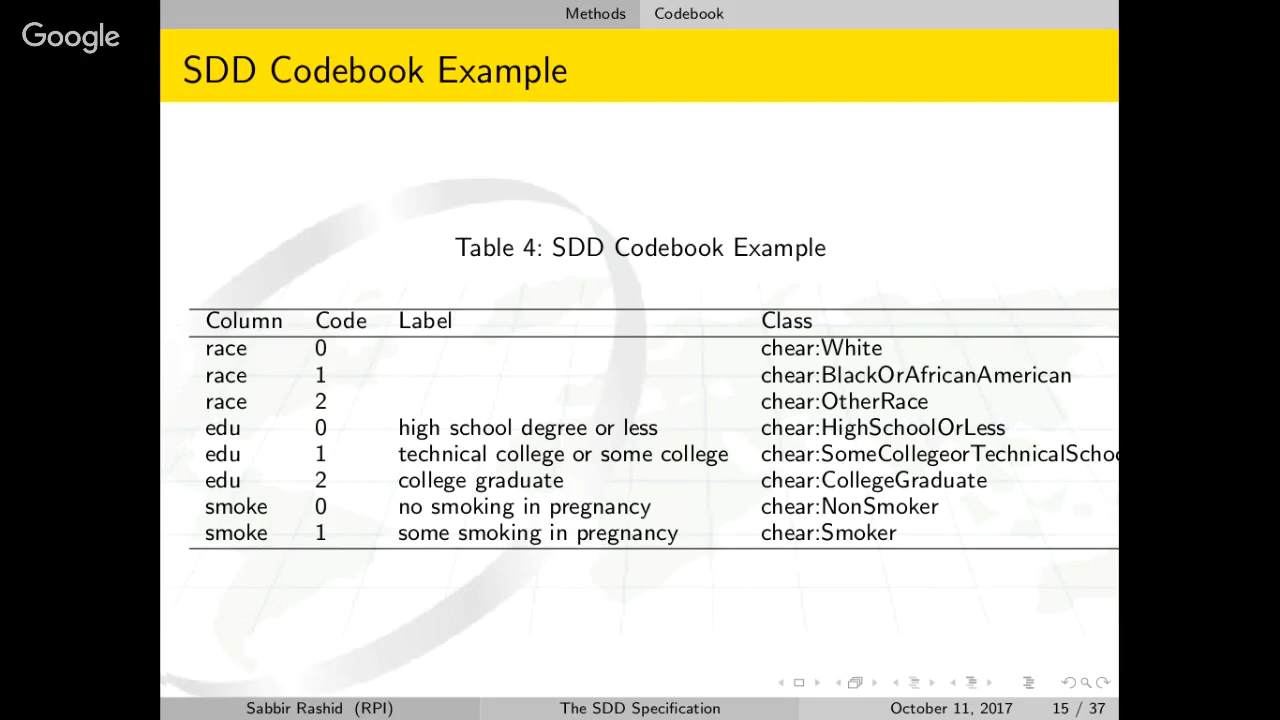 Google
Methods Codebook
SDD Codebook Example
Table 4: SDD Codebook Example
Column Code Label Class
race 0 chear:White
race 1 chear:BlackOrAfricanAmerican
race 2 chear:OtherRace
edu 0 high school degree or less chear:HighSchoolOrLess
edu 1 technical college or some college chear:SomeCollegeorTechnicalSchoo
edu 2 college graduate chear:CollegeGraduate
smoke 0 no smoking in pregnancy chear:NonSmoker
smoke 1 some smoking in pregnancy chear:Smoker
Sabbir Rashid (RPI) The SDD Specification October 11, 2017 15 / 37